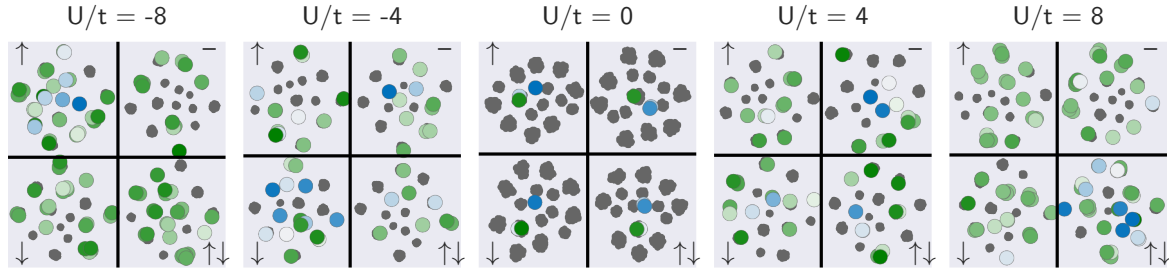 U/t = -8 U/t = -4 U/t = 0 U/t = 4 U/t = 8
↑ − ↑ − ↑ − ↑ − ↑ −
↓ ↑↓ ↓ ↑↓ ↓ ↑↓ ↓ ↑↓ ↓ ↑↓